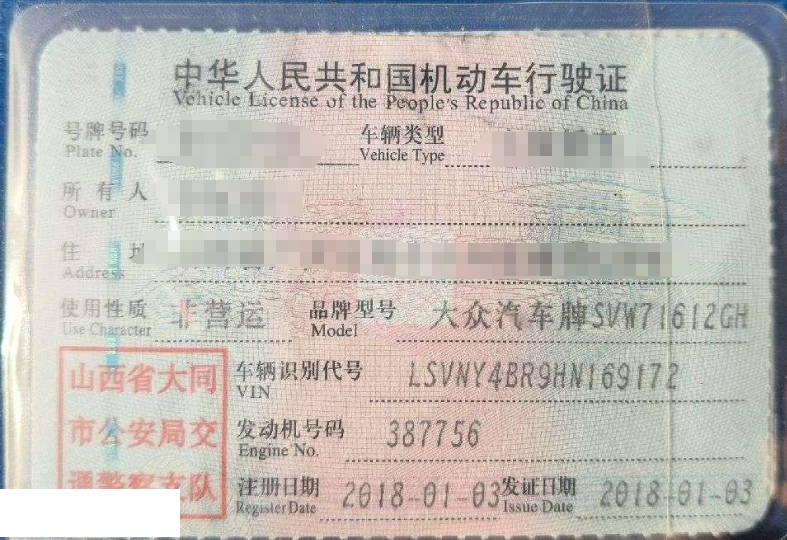 中华人民共和国机动车行驶证
Vehicle License of the People's Republic of China
号牌号码 车辆类型
Plate No. Vehicle Type
所有人
Owner
住 址
Address
使用性质 非营运 品牌型号 大众汽车牌SVW71612GH
Use Character Model
山西省大同 车辆识别代号 LSVNY4BR9HN169172
VIN
市公安局交 发动机号码 387756
Engine No.
通警察支队 注册日期 2018-01-03 发证日期 2018-01-03
Register Date Issue Date